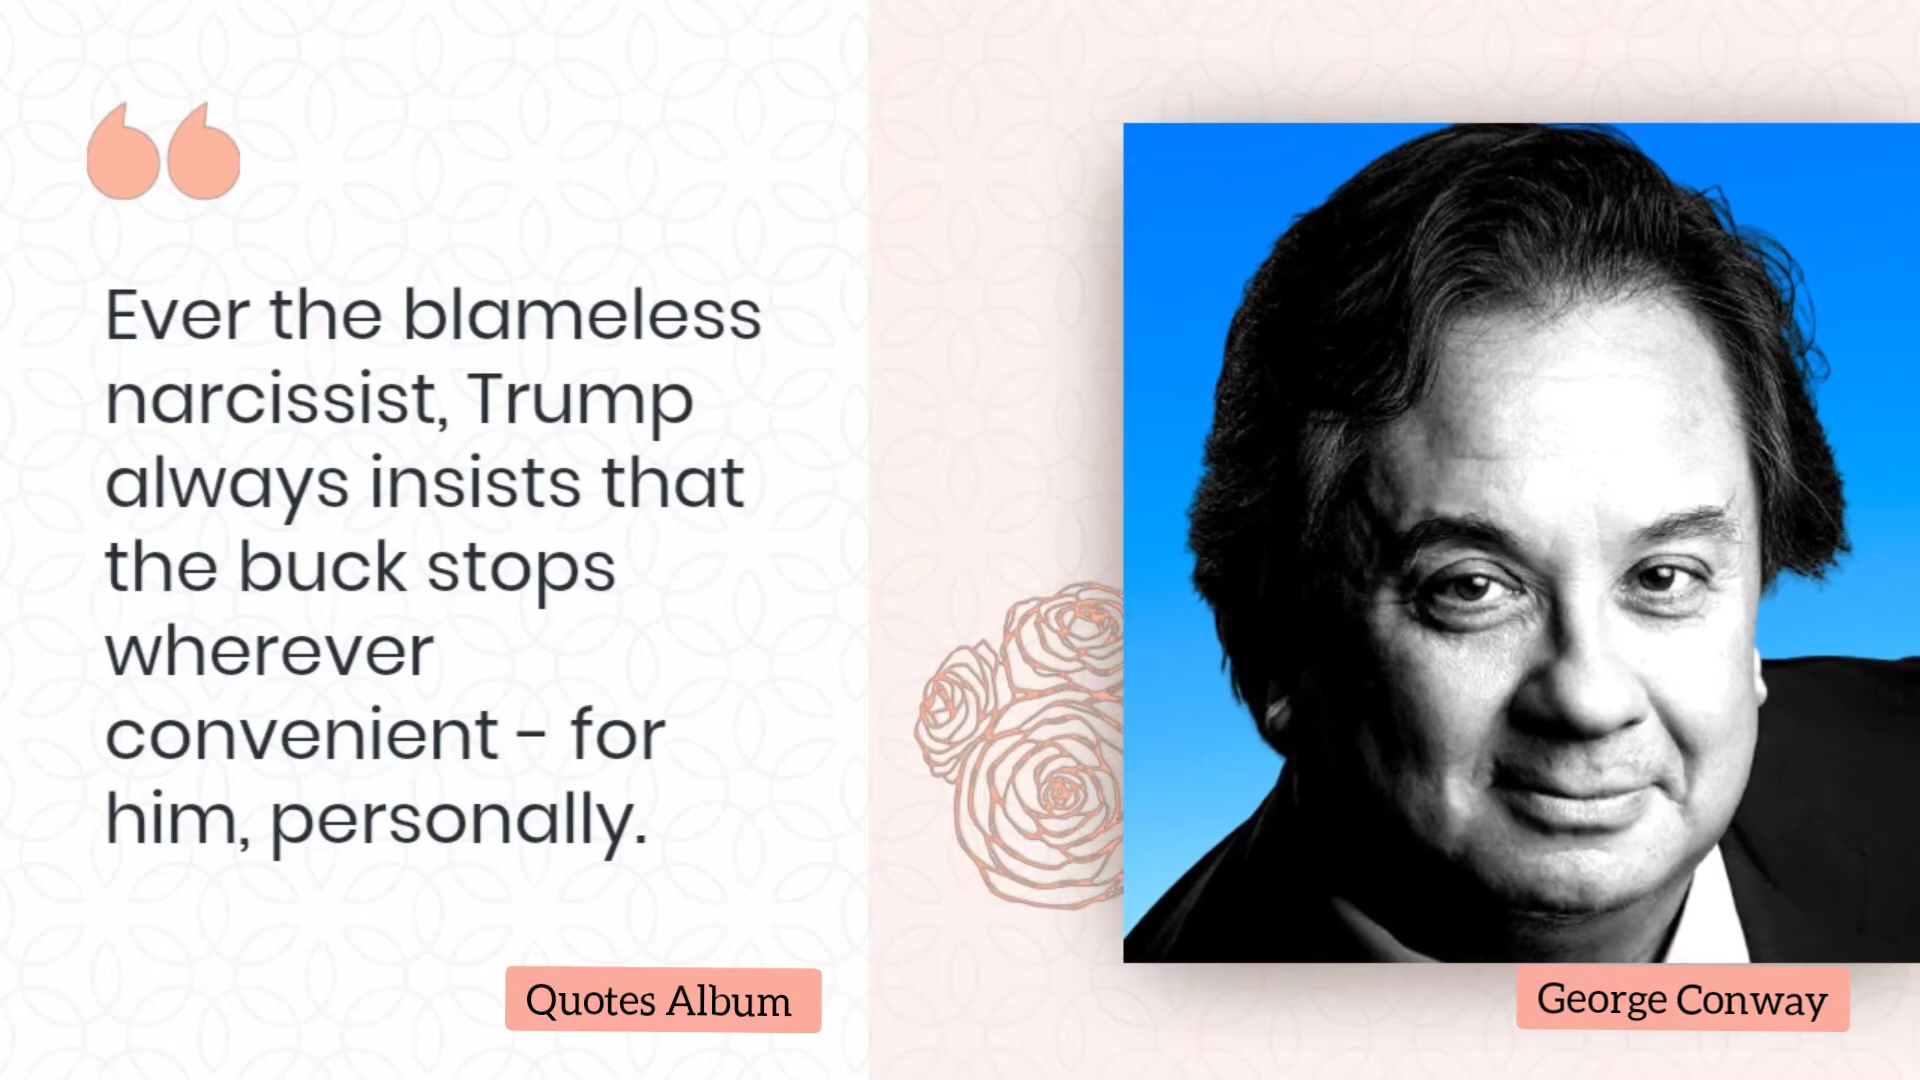 Ever the blameless
narcissist, Trump
always insists that
the buck stops
wherever
convenient - for
him, personally.
Quotes Album
George Conway